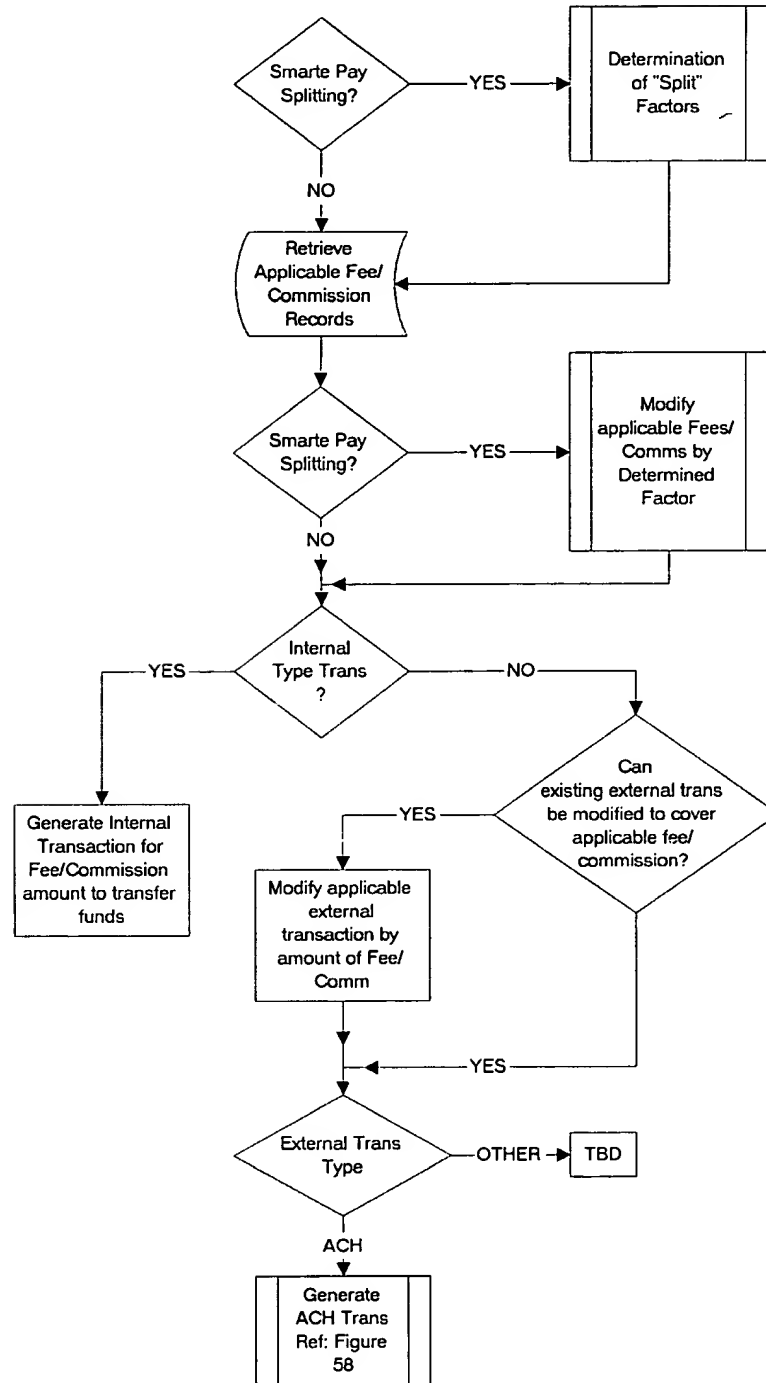 Smarte Pay
Splitting?
YES
Determination
of "Split"
Factors
NO
Retrieve
Applicable Fee/
Commission
Records
Smarte Pay
Splitting?
YES
Modify
applicable Fees/
Comms by
Determined
Factor
NO
Internal
Type Trans
?
YES
NO
Can
existing external trans
be modified to cover
applicable fee/
commission?
YES
Generate Internal
Transaction for
Fee/Commission
amount to transfer
funds
Modify applicable
external
transaction by
amount of Fee/
Comm
YES
External Trans
Type
OTHER
TBD
ACH
Generate
ACH Trans
Ref: Figure
58